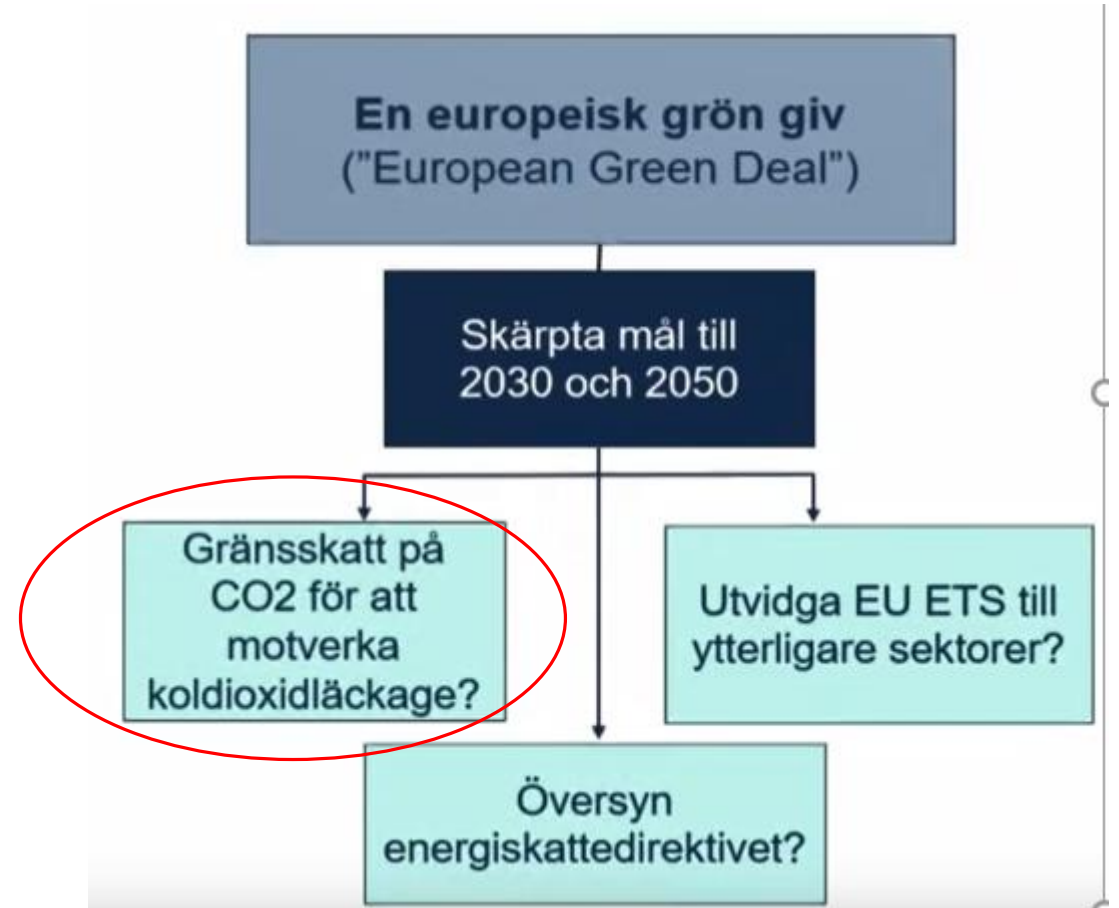 En europeisk grön giv
("European Green Deal")
Skärpta mål till
2030 och 2050
Gränsskatt på
CO2 för att
motverka
koldioxidläckage?
Utvidga EU ETS till
ytterligare sektorer?
Översyn
energiskattedirektivet?